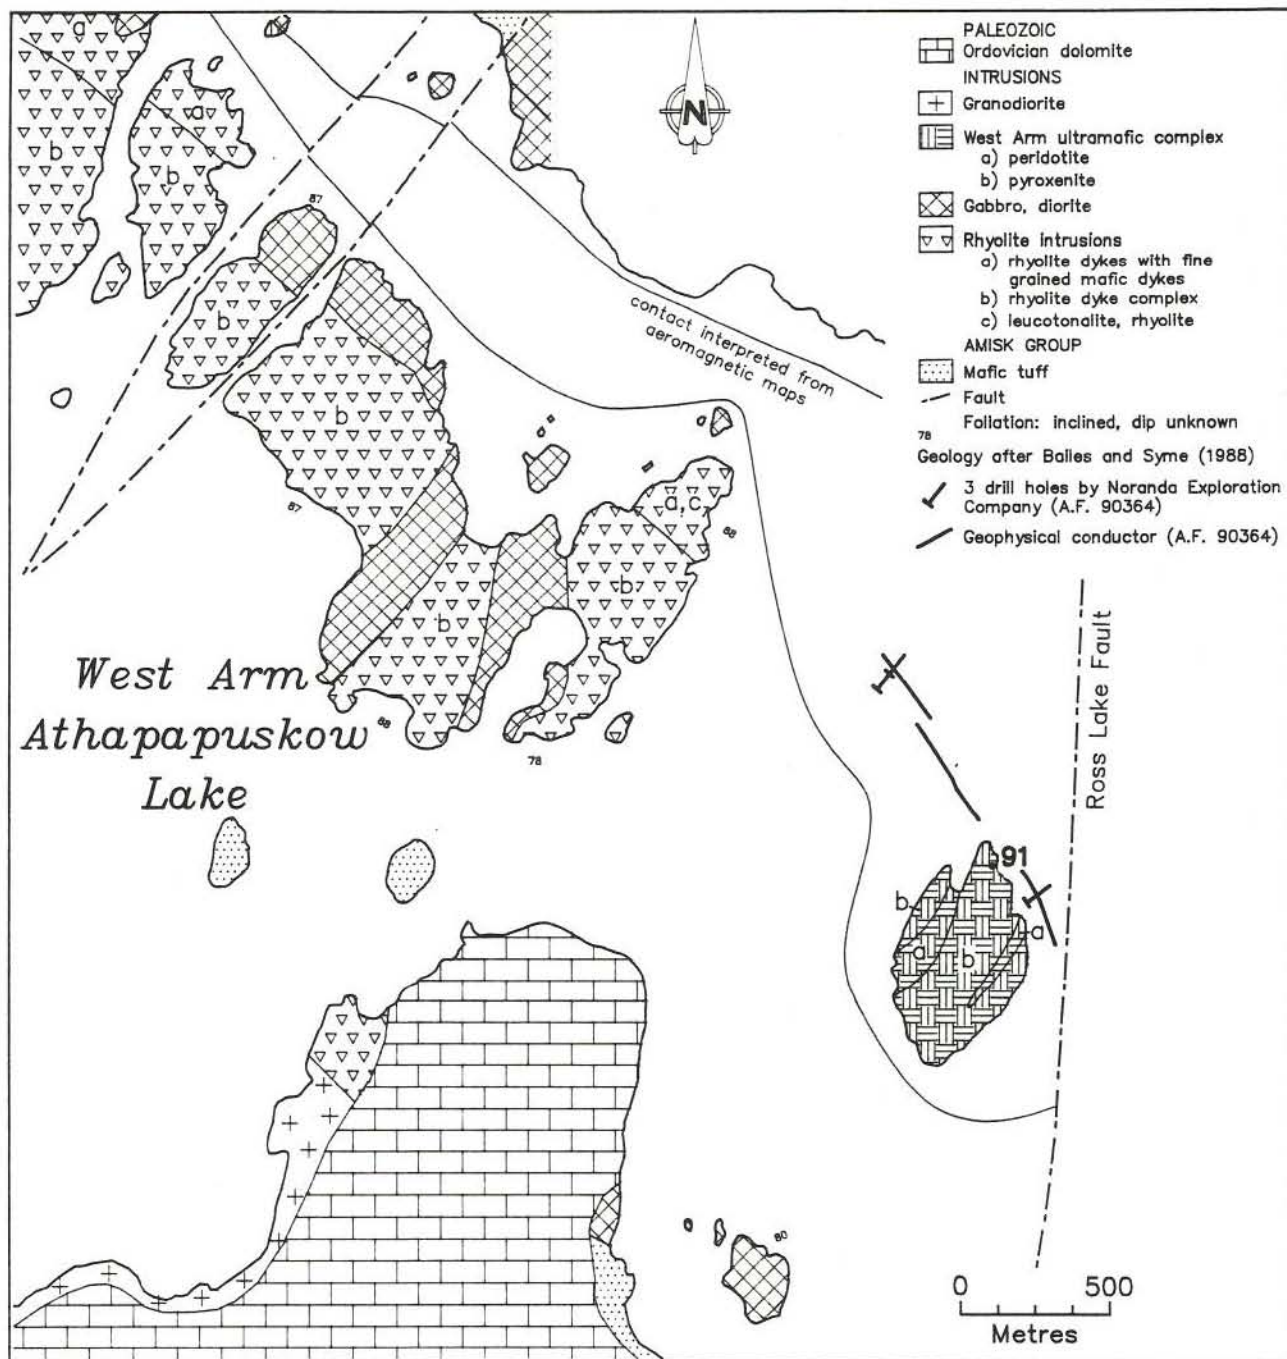 PALEOZOIC
Ordovician dolomite
INTRUSIONS
Granodiorite
West Arm ultramafic complex
a) peridotite
b) pyroxenite
Gabbro, diorite
Rhyolite intrusions
a) rhyolite dykes with fine
grained mafic dykes
b) rhyolite dyke complex
c) leucotonalite, rhyolite
AMISK GROUP
Mafic tuff
Fault
Foliation: inclined, dip unknown
78
Geology after Bailes and Syme (1988)
3 drill holes by Noranda Exploration
Company (A.F. 90364)
Geophysical conductor (A.F. 90364)
N
a
b
a
b
87
b
contact interpreted from
aeromagnetic maps
b
87
a,c
88
b
b
88
78
West Arm
Athapapuskow
Lake
Ross Lake Fault
91
b
a
b
a
80
0 500
Metres